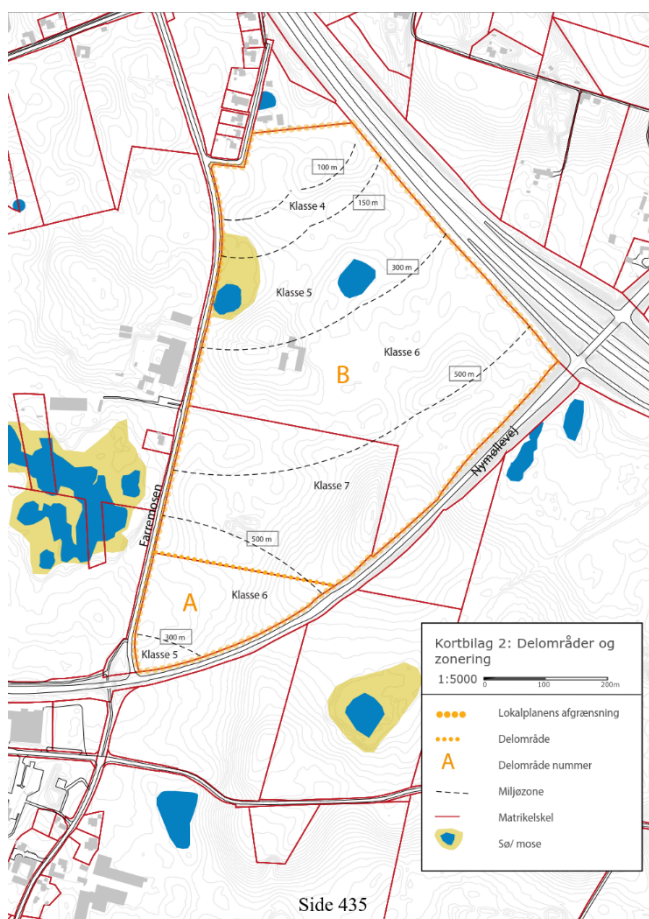 100 m
Klasse 4
150 m
300 m
Klasse 5
Klasse 6
B
500 m
Nymøllevej
Klasse 7
Farremosen
500 m
A
Klasse 6
300 m
Klasse 5
Kortbilag 2: Delområder og
zonering
1:5000
0 100 200m
Lokalplanens afgrænsning
Delområde
A
Delområde nummer
Miljøzone
Matrikelskel
Sø/ mose
Side 435